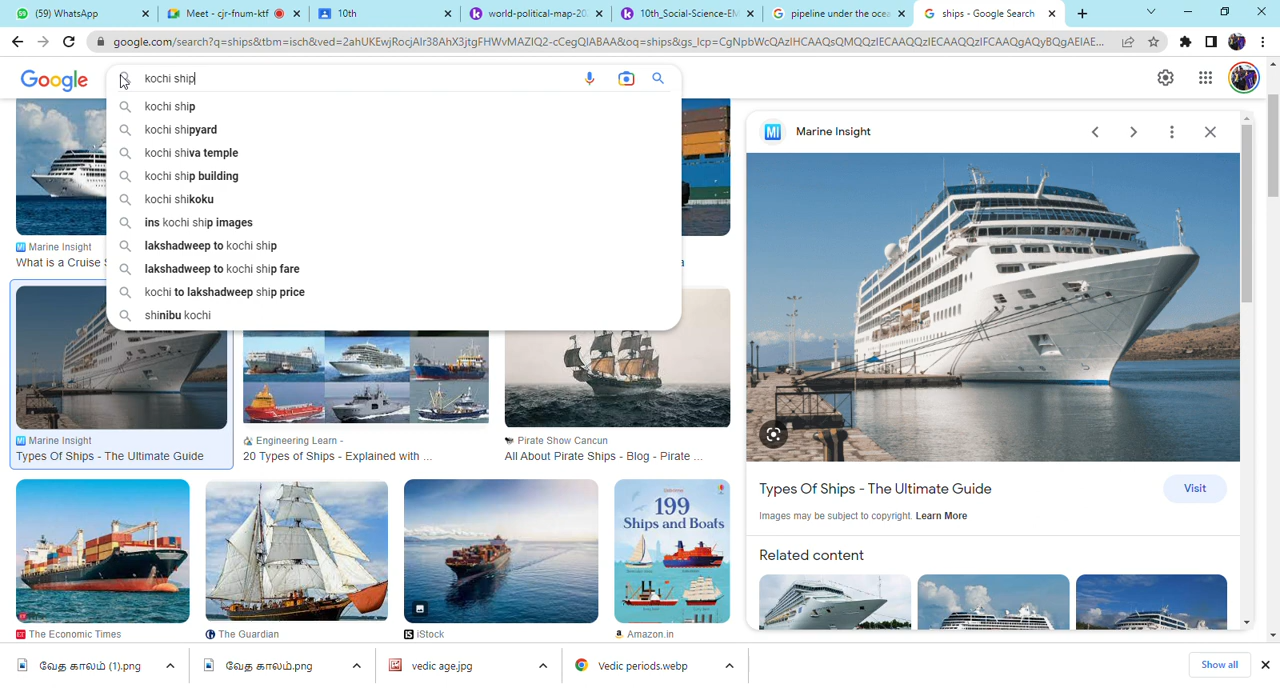 (59) WhatsApp
Meet - cjr-fnum-ktf
10th
world-political-map-202
10th_Social-Science-EM
pipeline under the ocea
ships - Google Search
google.com/search?q=ships&tbm=isch&ved=2ahUKEwjRocjAlr38AhX3jtgFHWvMAZIQ2-cCegQIABAA&oq=ships&gs_lcp=CgNpbWcQAzIHCAAQsQMQQzIECAAQQzIECAAQQzIFCAAQgAQyBQgAEIAE...
Google
kochi ship
kochi ship
kochi shipyard
kochi shiva temple
kochi ship building
kochi shikoku
ins kochi ship images
lakshadweep to kochi ship
lakshadweep to kochi ship fare
kochi to lakshadweep ship price
shinibu kochi
MI Marine Insight
What is a Cruise S
MI Marine Insight
Types Of Ships - The Ultimate Guide
Engineering Learn -
20 Types of Ships - Explained with ...
Pirate Show Cancun
All About Pirate Ships - Blog - Pirate ...
199
Ships and Boats
ET The Economic Times
The Guardian
iStock
Amazon.in
MI Marine Insight
Types Of Ships - The Ultimate Guide
Visit
Images may be subject to copyright. Learn More
Related content
வேத காலம் (1).png
வேத காலம்.png
vedic age.jpg
Vedic periods.webp
Show all